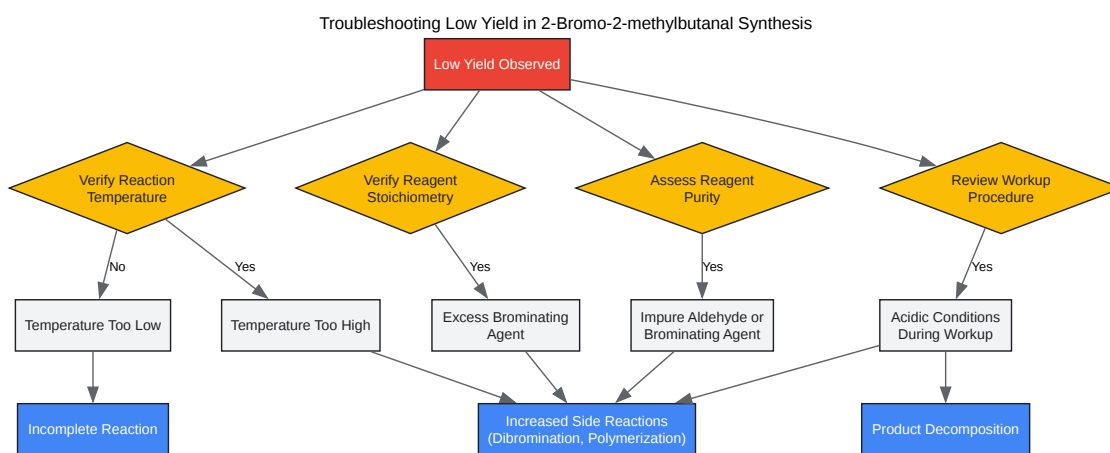 Troubleshooting Low Yield in 2-Bromo-2-methylbutanal Synthesis
Low Yield Observed
Verify Reaction
Temperature
Verify Reagent
Stoichiometry
Assess Reagent
Purity
Review Workup
Procedure
No
Yes
Yes
Yes
Yes
Temperature Too Low
Temperature Too High
Excess Brominating
Agent
Impure Aldehyde or
Brominating Agent
Acidic Conditions
During Workup
Incomplete Reaction
Increased Side Reactions
(Dibromination, Polymerization)
Product Decomposition